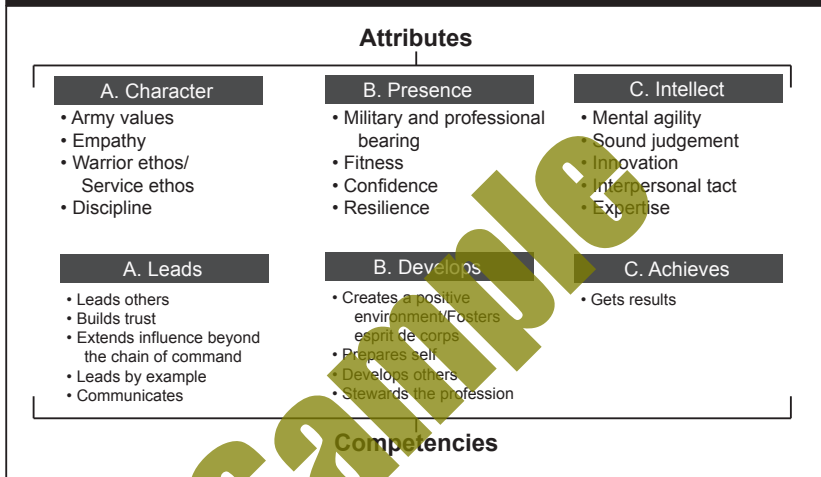 Attributes
A. Character
• Army values
• Empathy
• Warrior ethos/
Service ethos
• Discipline
B. Presence
• Military and professional
bearing
• Fitness
• Confidence
• Resilience
C. Intellect
• Mental agility
• Sound judgement
• Innovation
• Interpersonal tact
• Expertise
A. Leads
• Leads others
• Builds trust
• Extends influence beyond
the chain of command
• Leads by example
• Communicates
B. Develops
• Creates a positive
environment/Fosters
esprit de corps
• Prepares self
• Develops others
• Stewards the profession
C. Achieves
• Gets results
Competencies
Sample